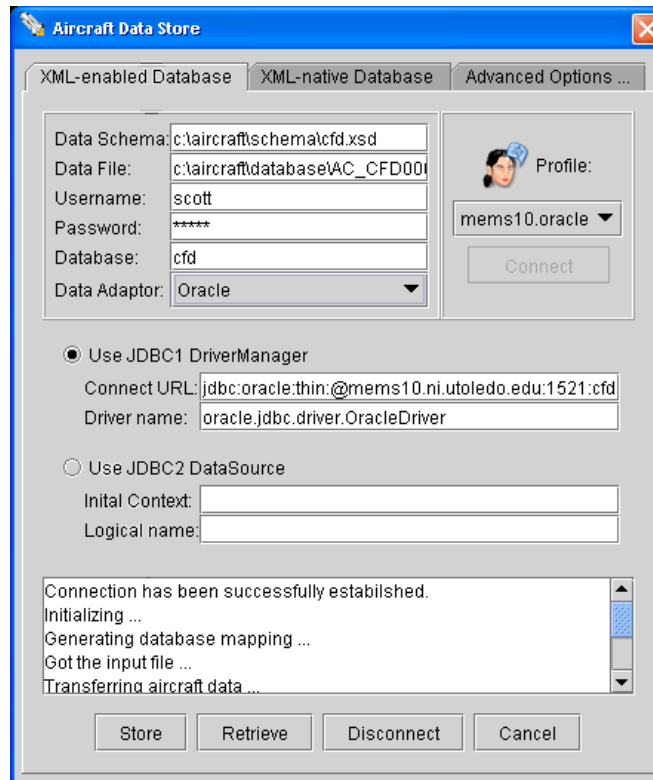 Aircraft Data Store
XML-enabled Database XML-native Database Advanced Options ...
Data Schema: c:\aircraft\schema\cfd.xsd
Data File: c:\aircraft\database\AC_CFD00
Username: scott
Password: *****
Database: cfd
Data Adaptor: Oracle
Profile:
mems10.oracle
Connect
Use JDBC1 DriverManager
Connect URL: jdbc:oracle:thin:@mems10.ni.utoledo.edu:1521:cfd
Driver name: oracle.jdbc.driver.OracleDriver
Use JDBC2 DataSource
Inital Context:
Logical name:
Connection has been successfully estabilshed.
Initializing ...
Generating database mapping ...
Got the input file ...
Transferring aircraft data ...
Store Retrieve Disconnect Cancel